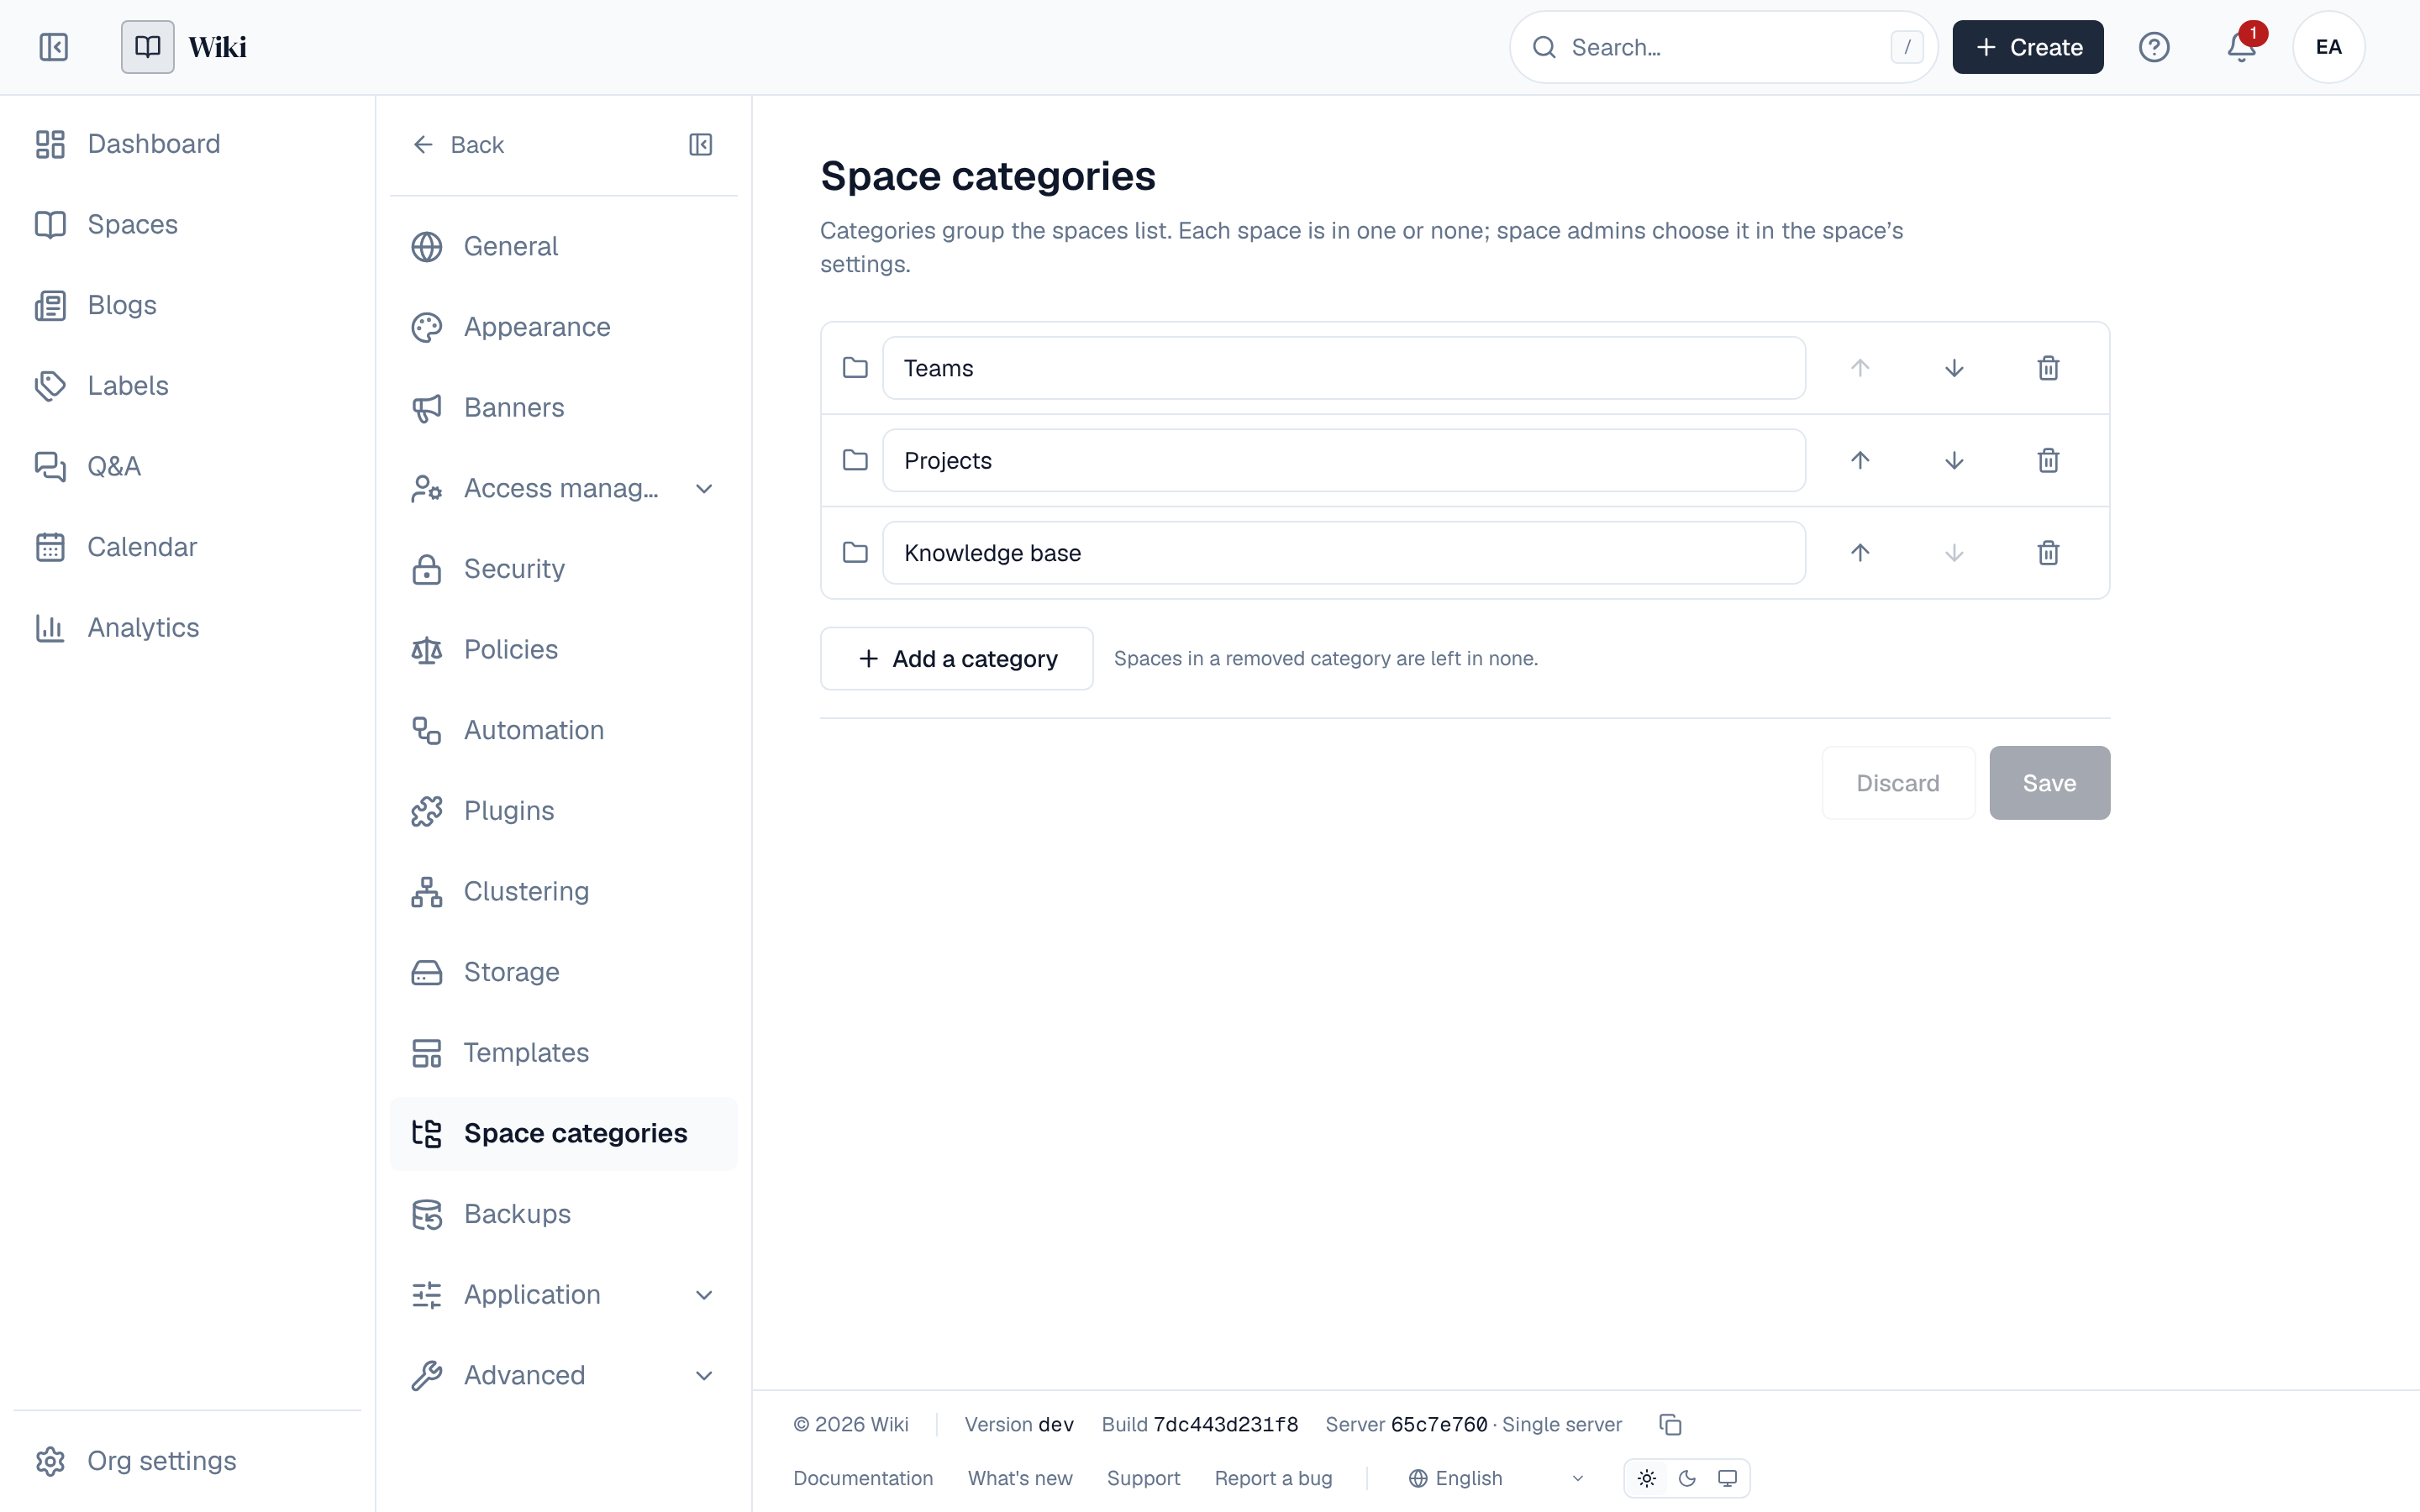 Wiki
Search...
/
Create
1
EA
Dashboard
Spaces
Blogs
Labels
Q&A
Calendar
Analytics
Org settings
Back
General
Appearance
Banners
Access manag...
Security
Policies
Automation
Plugins
Clustering
Storage
Templates
Space categories
Backups
Application
Advanced
Space categories
Categories group the spaces list. Each space is in one or none; space admins choose it in the space’s
settings.
Teams
Projects
Knowledge base
Add a category
Spaces in a removed category are left in none.
Discard
Save
© 2026 Wiki
Version dev
Build 7dc443d231f8
Server 65c7e760 · Single server
Documentation
What's new
Support
Report a bug
English